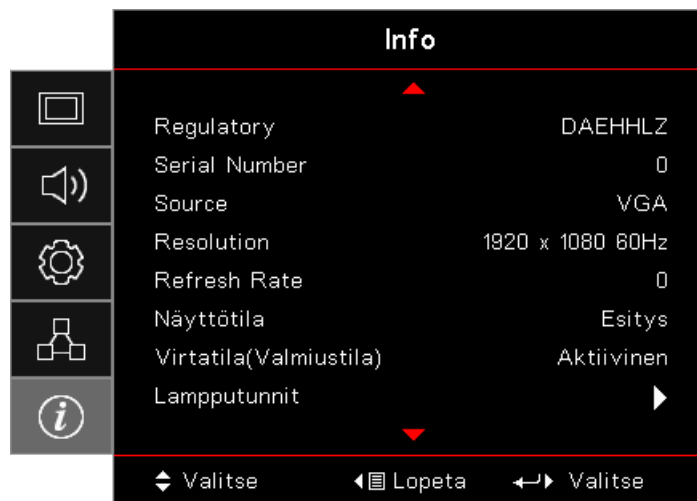 Info
Regulatory DAEHHLZ
Serial Number 0
Source VGA
Resolution 1920 x 1080 60Hz
Refresh Rate 0
Näyttötila Esitys
Virtatila(Valmiustila) Aktiivinen
Lampputunnit
Valitse Lopeta Valitse